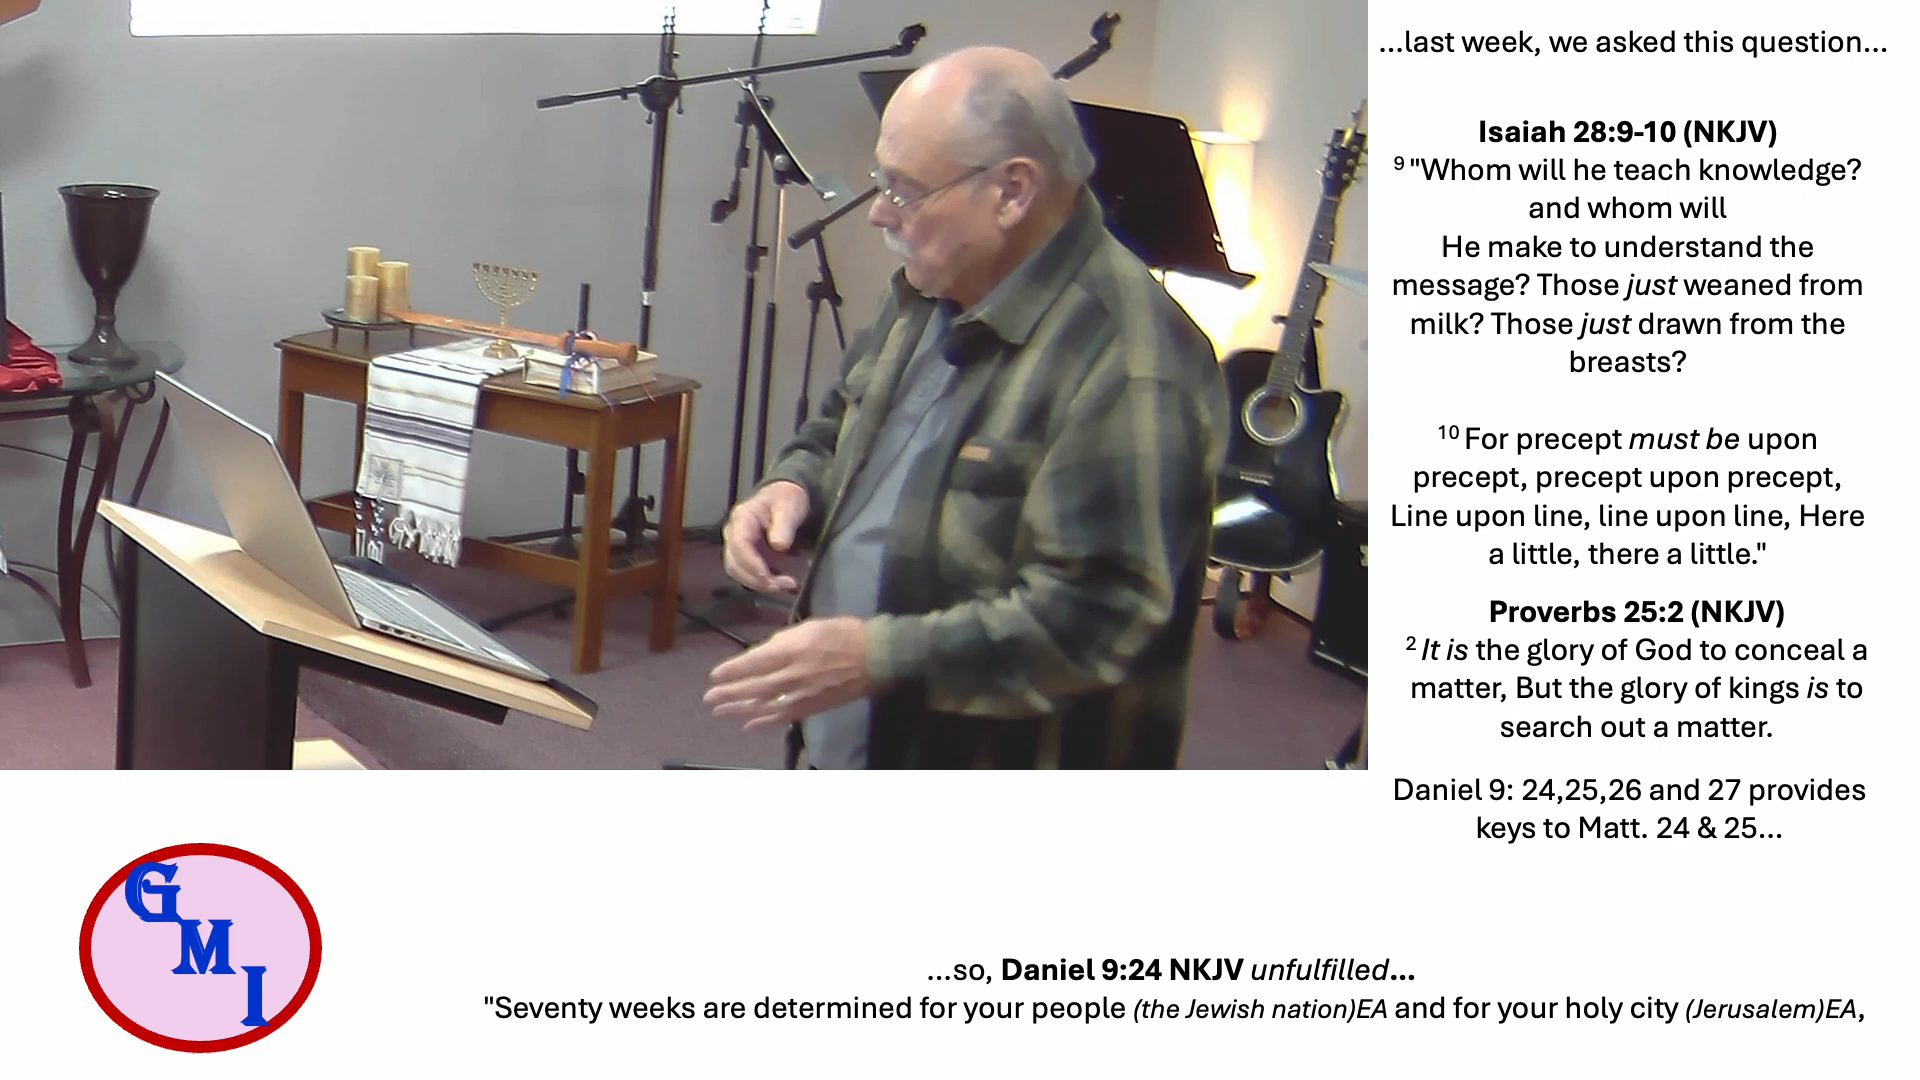 ...last week, we asked this question...
Isaiah 28:9-10 (NKJV)
9 "Whom will he teach knowledge?
and whom will
He make to understand the
message? Those just weaned from
milk? Those just drawn from the
breasts?
10 For precept must be upon
precept, precept upon precept,
Line upon line, line upon line, Here
a little, there a little."
Proverbs 25:2 (NKJV)
2 It is the glory of God to conceal a
matter, But the glory of kings is to
search out a matter.
Daniel 9: 24,25,26 and 27 provides
keys to Matt. 24 & 25...
GMI
...so, Daniel 9:24 NKJV unfulfilled...
"Seventy weeks are determined for your people (the Jewish nation)EA and for your holy city (Jerusalem)EA,